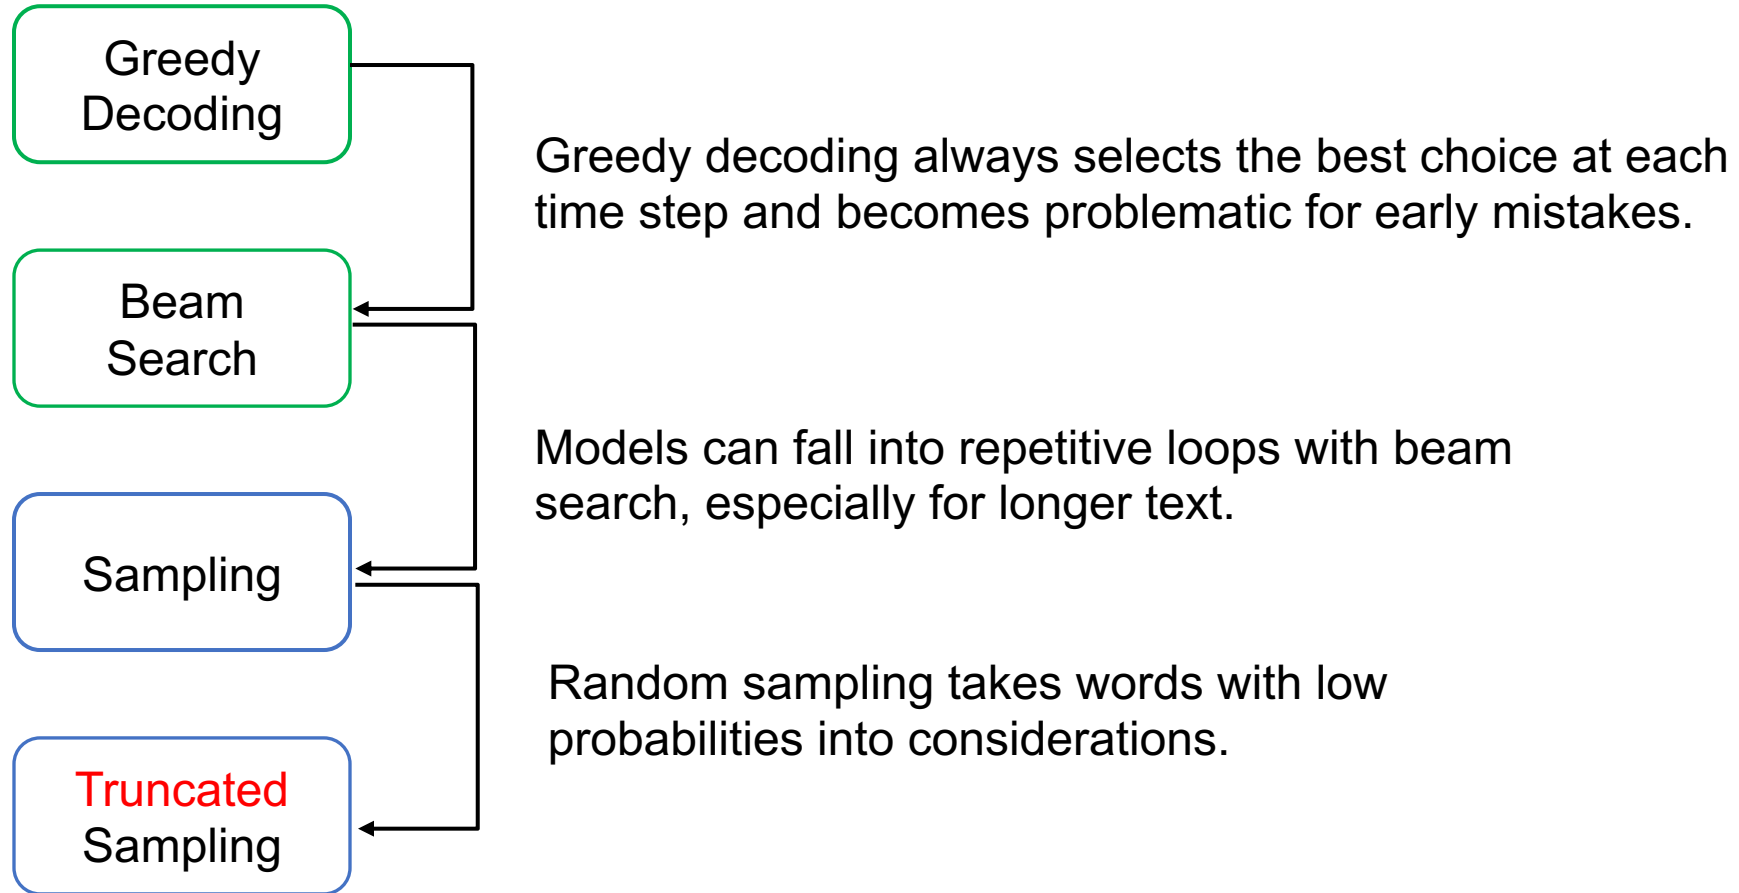 Greedy
Decoding
Greedy decoding always selects the best choice at each
time step and becomes problematic for early mistakes.
Beam
Search
Models can fall into repetitive loops with beam
search, especially for longer text.
Sampling
Random sampling takes words with low
probabilities into considerations.
Truncated
Sampling